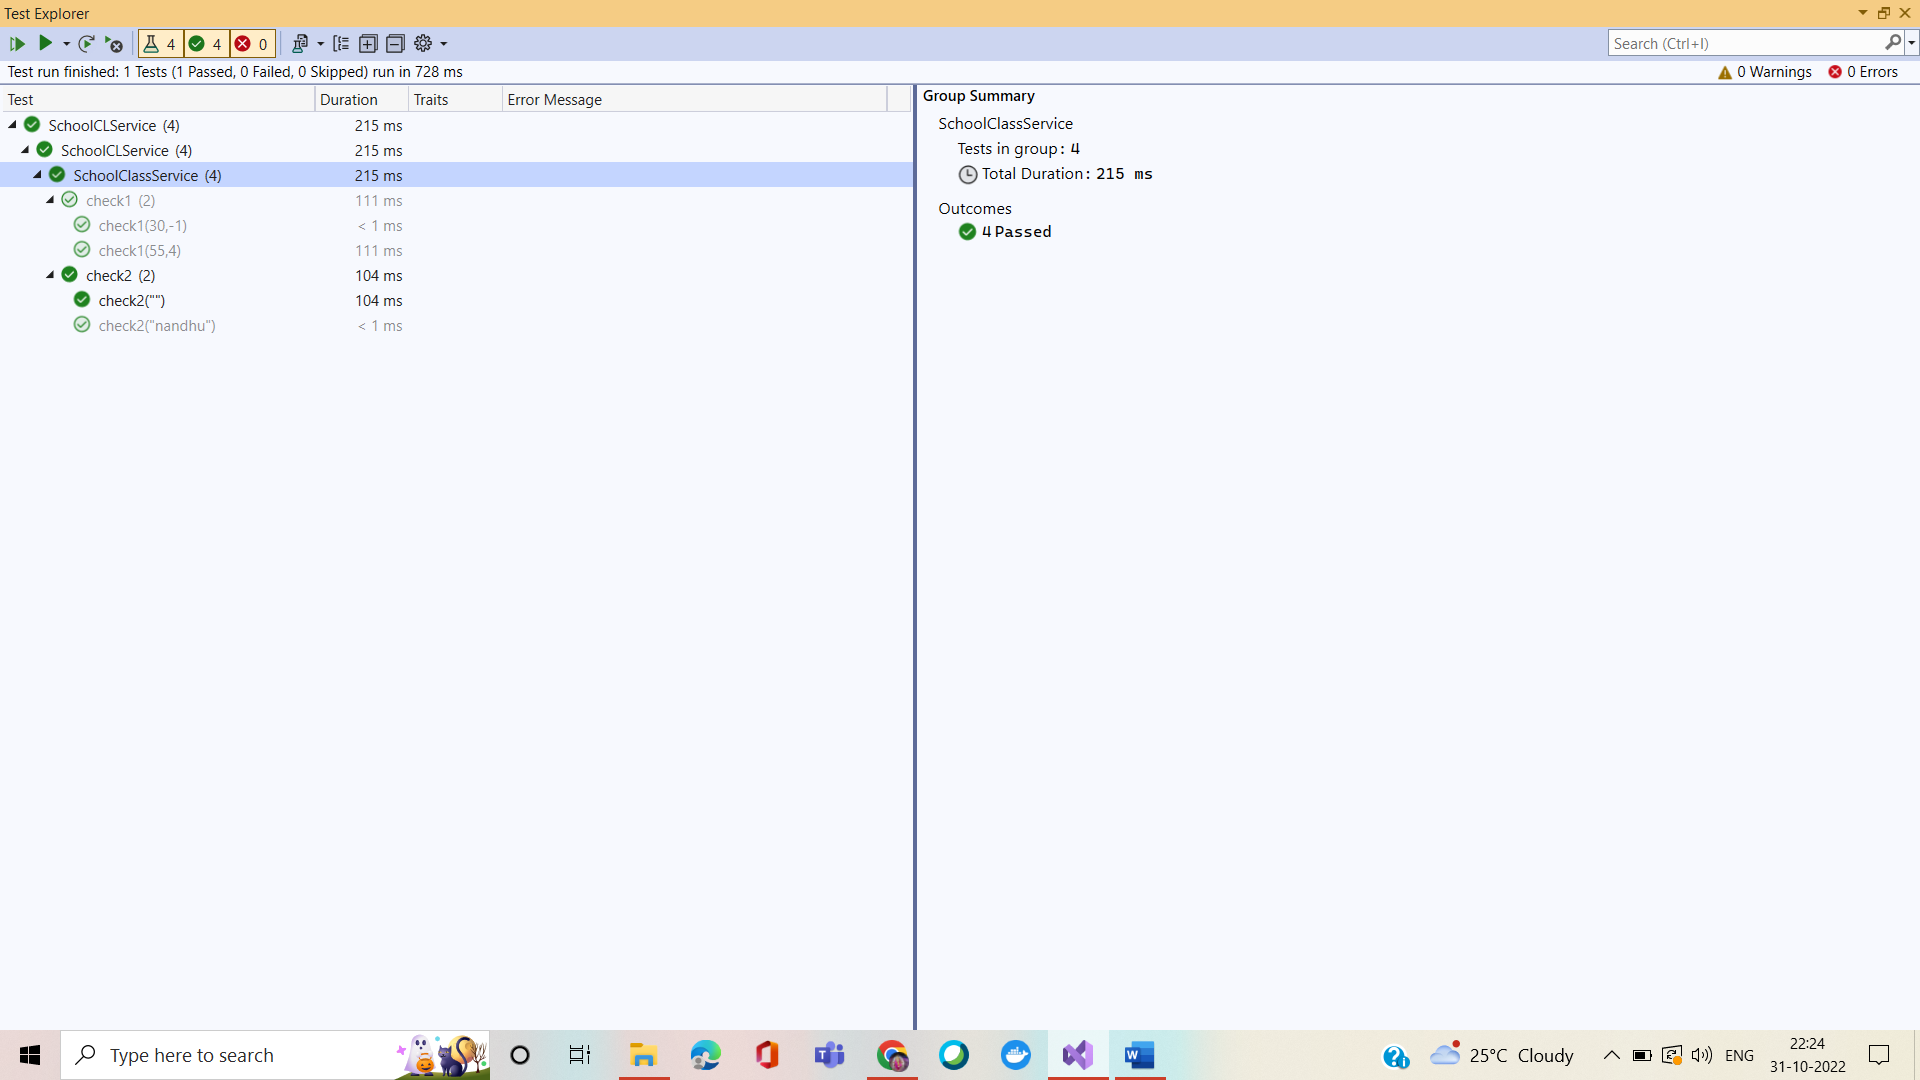 Test Explorer
4 4 0
Search (Ctrl+I)
Test run finished: 1 Tests (1 Passed, 0 Failed, 0 Skipped) run in 728 ms
0 Warnings 0 Errors
Test Duration Traits Error Message
SchoolCLService (4) 215 ms
SchoolCLService (4) 215 ms
SchoolClassService (4) 215 ms
check1 (2) 111 ms
check1(30,-1) < 1 ms
check1(55,4) 111 ms
check2 (2) 104 ms
check2("") 104 ms
check2("nandhu") < 1 ms
Group Summary
SchoolClassService
Tests in group: 4
Total Duration: 215 ms
Outcomes
4 Passed
Type here to search
25°C Cloudy
ENG
22:24
31-10-2022